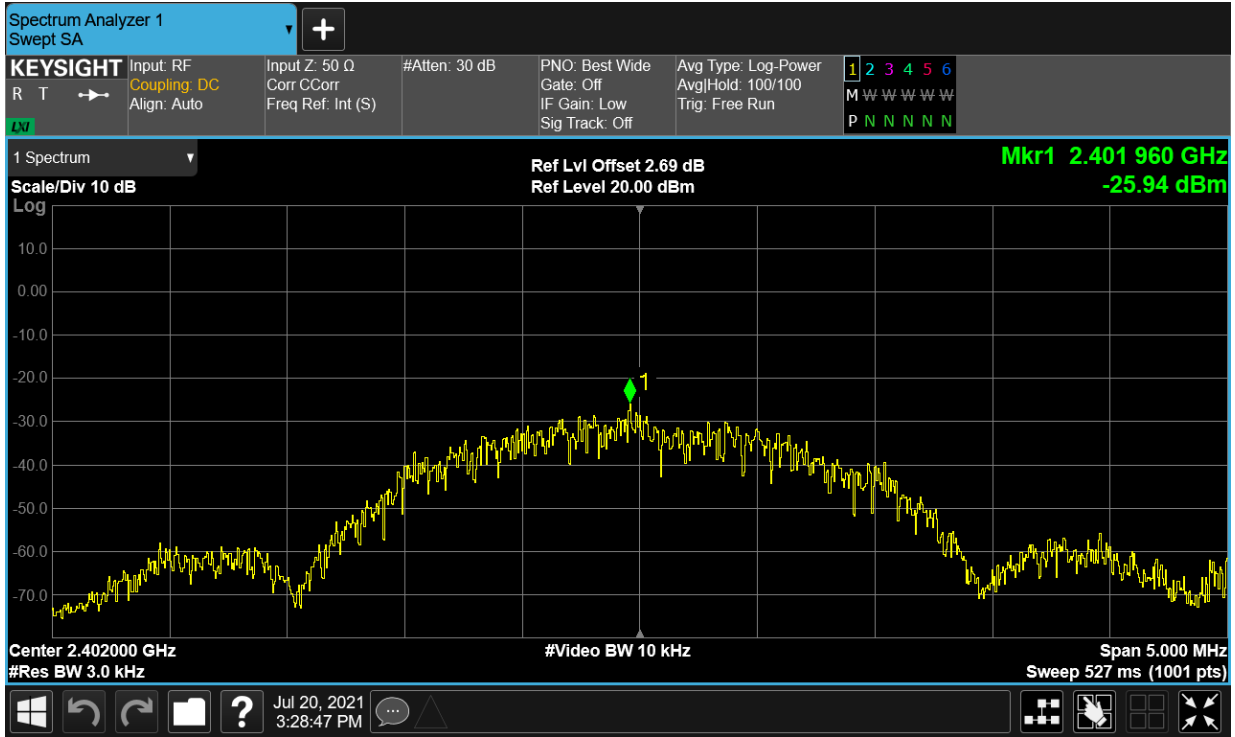 Spectrum Analyzer 1
Swept SA
KEYSIGHT
R T
LXI
Input: RF
Coupling: DC
Align: Auto
Input Z: 50 Ω
Corr CCorr
Freq Ref: Int (S)
#Atten: 30 dB
PNO: Best Wide
Gate: Off
IF Gain: Low
Sig Track: Off
Avg Type: Log-Power
Avg|Hold: 100/100
Trig: Free Run
1 2 3 4 5 6
M W W W W W
P N N N N N
1 Spectrum
Scale/Div 10 dB
Log
Ref Lvl Offset 2.69 dB
Ref Level 20.00 dBm
Mkr1 2.401 960 GHz
-25.94 dBm
10.0
0.00
-10.0
-20.0
1
-30.0
-40.0
-50.0
-60.0
-70.0
Center 2.402000 GHz
#Video BW 10 kHz
Span 5.000 MHz
#Res BW 3.0 kHz
Sweep 527 ms (1001 pts)
?
Jul 20, 2021
3:28:47 PM